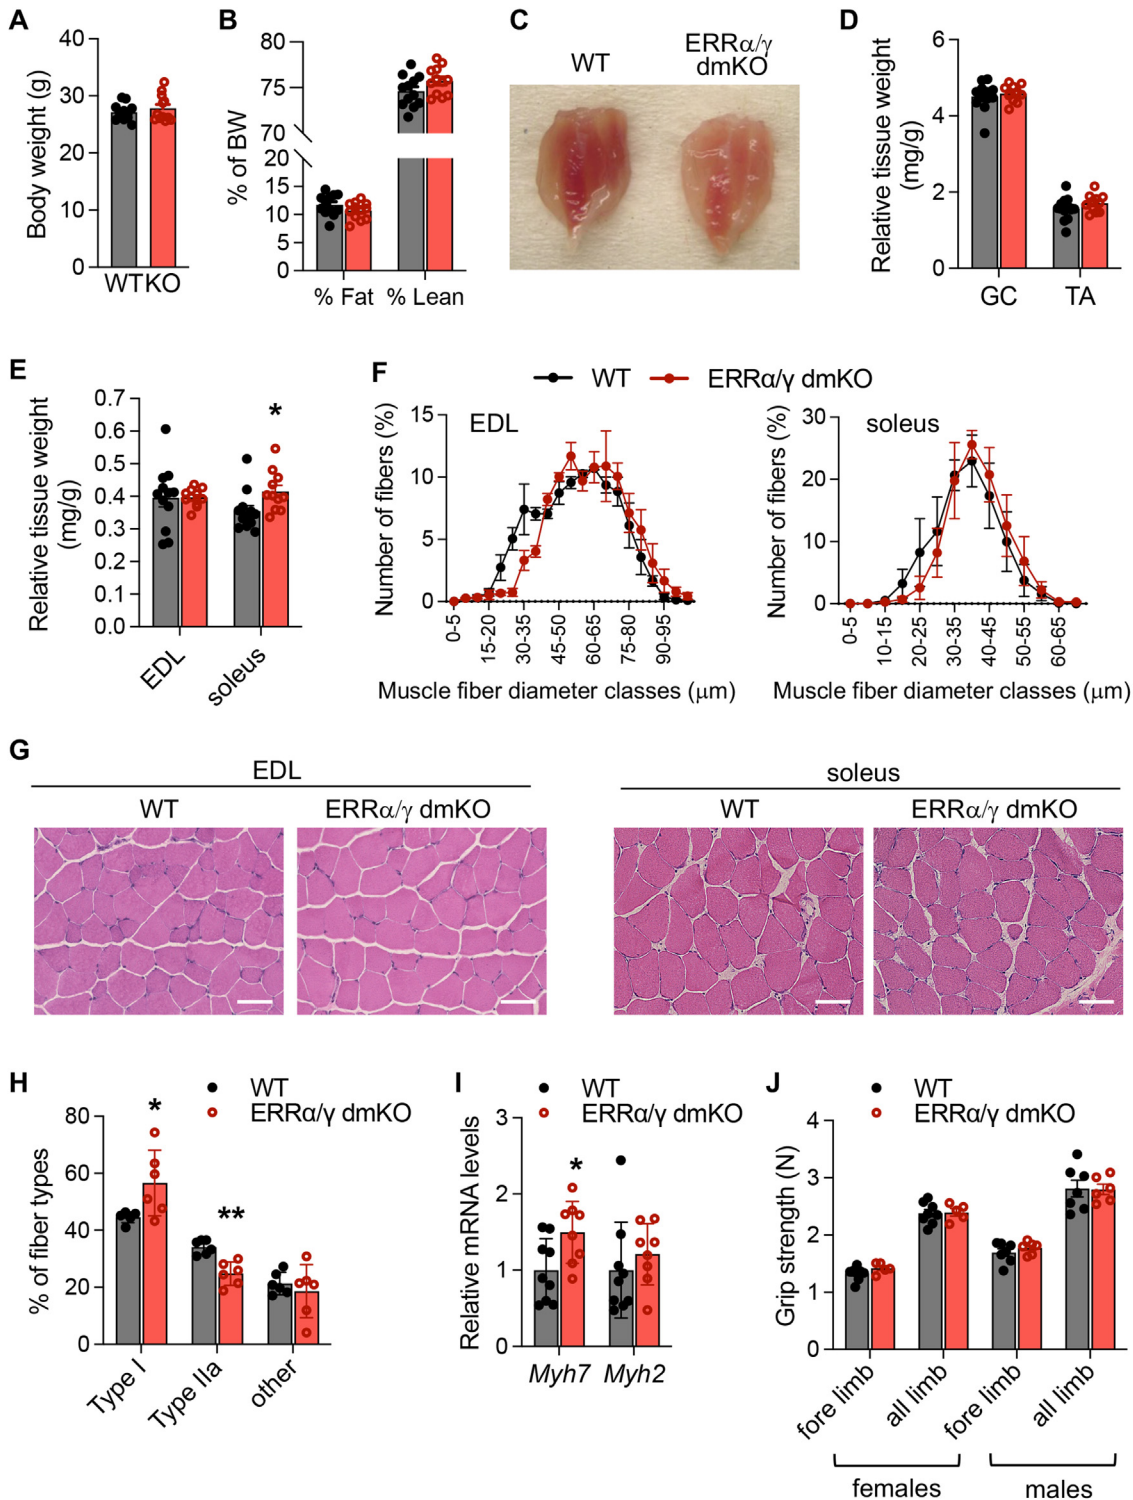 A
Body weight (g)
40
30
20
10
0
WT KO
B
% of BW
80
75
70
20
15
10
5
0
% Fat
% Lean
C
WT
ERRα/γ
dmKO
D
Relative tissue weight
(mg/g)
6
4
2
0
GC
TA
E
Relative tissue weight
(mg/g)
0.7
0.6
0.5
0.4
0.3
0.2
0.1
0.0
*
EDL
soleus
F
WT
ERRα/γ dmKO
EDL
Number of fibers (%)
15
10
5
0
0-5
15-20
30-35
45-50
60-65
75-80
90-95
Muscle fiber diameter classes (μm)
soleus
Number of fibers (%)
30
20
10
0
0-5
10-15
20-25
30-35
40-45
50-55
60-65
Muscle fiber diameter classes (μm)
G
EDL
WT
ERRα/γ dmKO
soleus
WT
ERRα/γ dmKO
H
WT
ERRα/γ dmKO
% of fiber types
80
60
40
20
0
*
**
Type I
Type IIa
other
I
WT
ERRα/γ dmKO
Relative mRNA levels
3
2
1
0
*
Myh7
Myh2
J
WT
ERRα/γ dmKO
Grip strength (N)
4
3
2
1
0
fore limb
all limb
fore limb
all limb
females
males